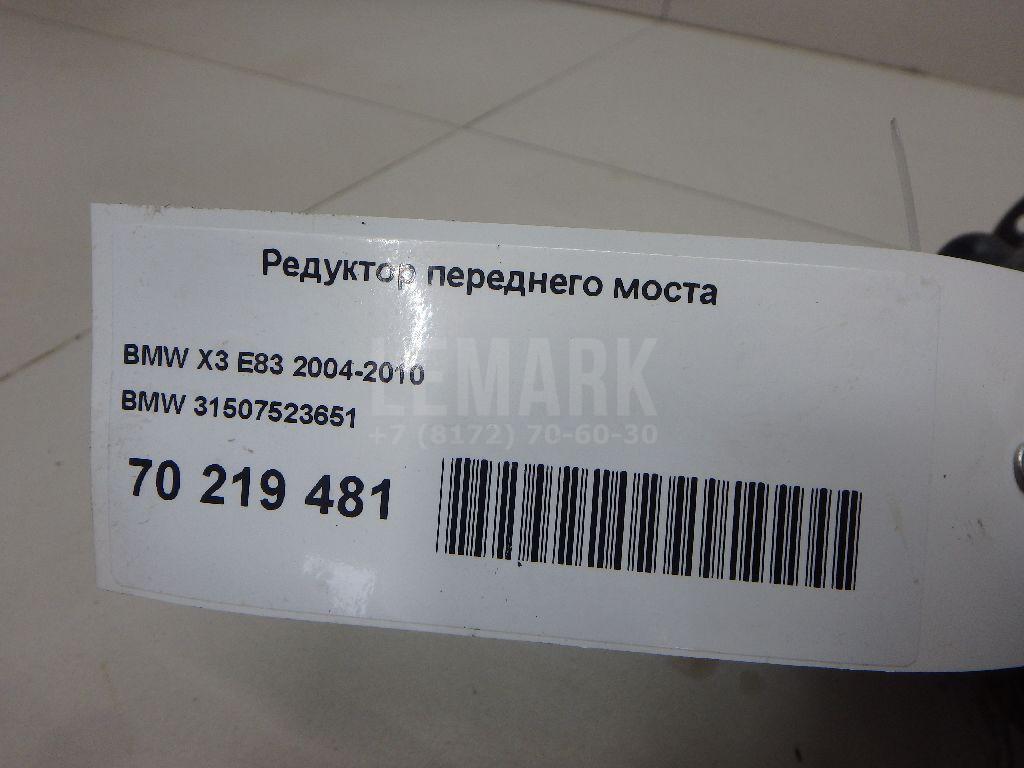 Редуктор переднего моста
BMW X3 E83 2004-2010
LEMARK
BMW 31507523651
+7 (8172) 70-60-30
70 219 481